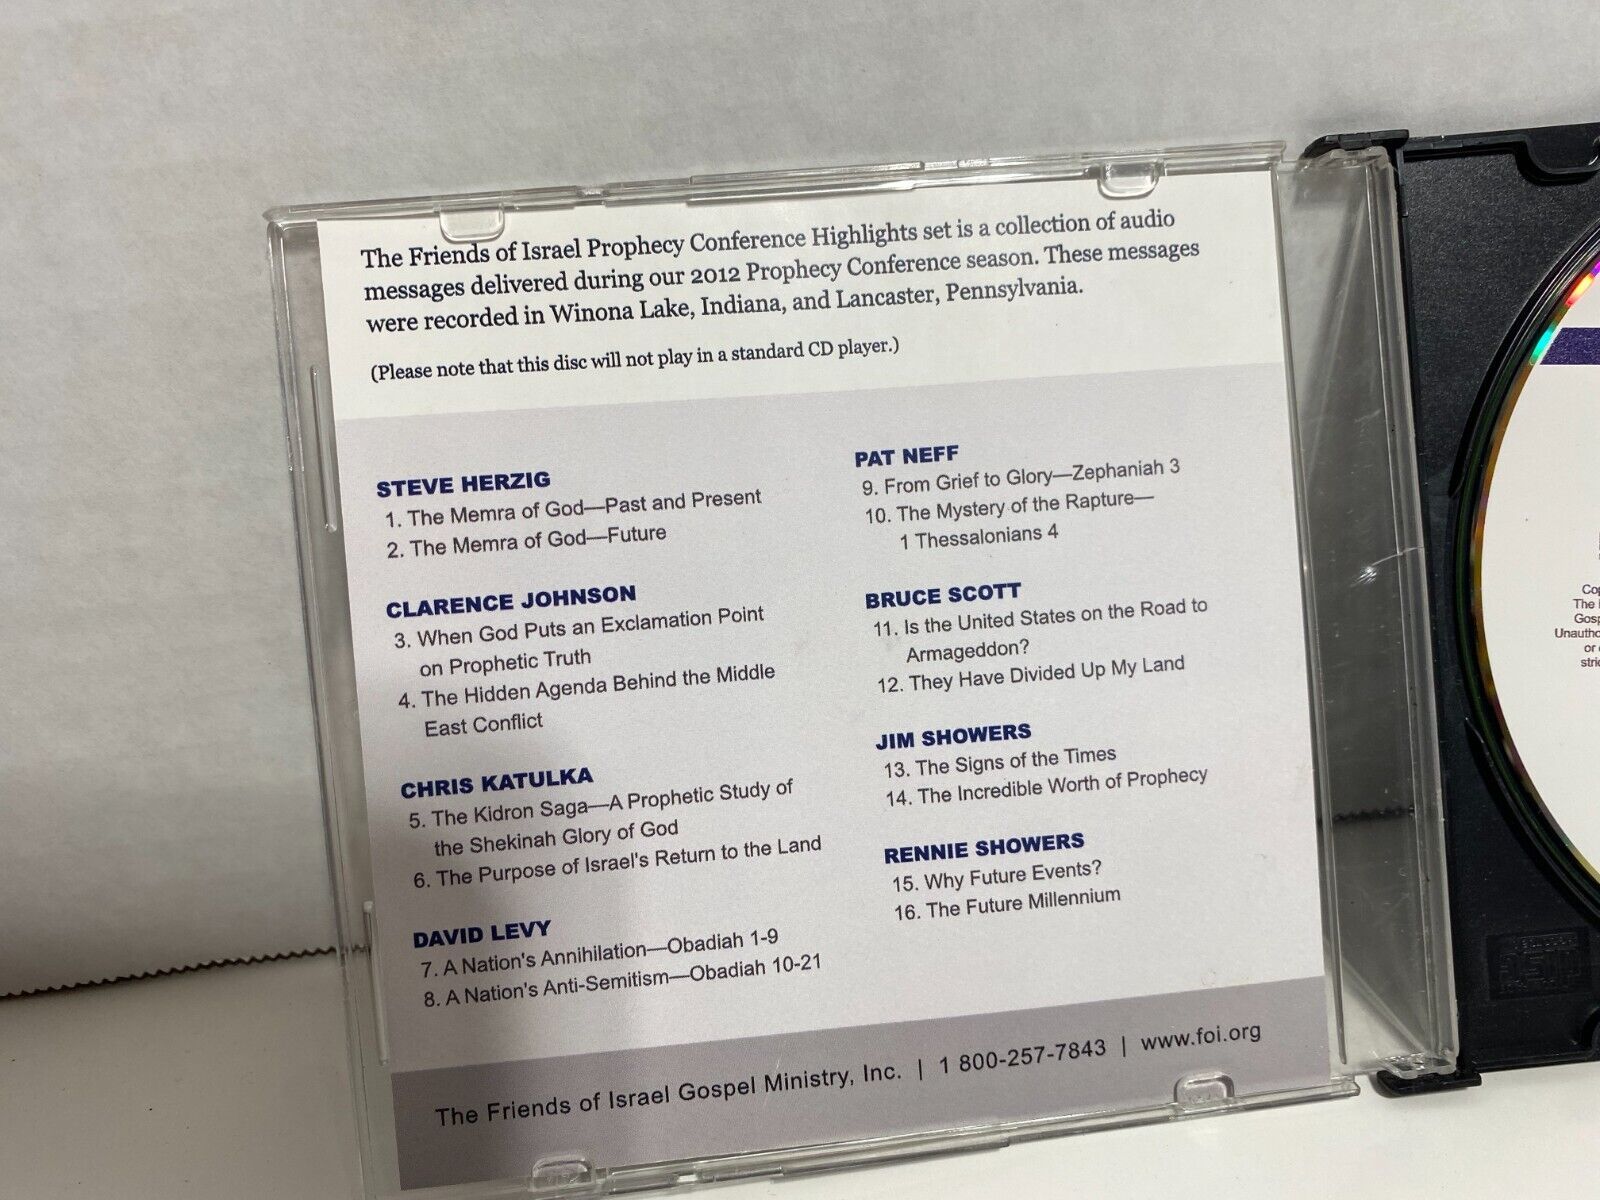 The Friends of Israel Prophecy Conference Highlights set is a collection of audio
messages delivered during our 2012 Prophecy Conference season. These messages
were recorded in Winona Lake, Indiana, and Lancaster, Pennsylvania.
(Please note that this disc will not play in a standard CD player.)
STEVE HERZIG
1. The Memra of God—Past and Present
2. The Memra of God—Future
CLARENCE JOHNSON
3. When God Puts an Exclamation Point
on Prophetic Truth
4. The Hidden Agenda Behind the Middle
East Conflict
CHRIS KATULKA
5. The Kidron Saga—A Prophetic Study of
the Shekinah Glory of God
6. The Purpose of Israel's Return to the Land
DAVID LEVY
7. A Nation's Annihilation—Obadiah 1-9
8. A Nation's Anti-Semitism—Obadiah 10-21
PAT NEFF
9. From Grief to Glory—Zephaniah 3
10. The Mystery of the Rapture—
1 Thessalonians 4
BRUCE SCOTT
11. Is the United States on the Road to
Armageddon?
12. They Have Divided Up My Land
JIM SHOWERS
13. The Signs of the Times
14. The Incredible Worth of Prophecy
RENNIE SHOWERS
15. Why Future Events?
16. The Future Millennium
The Friends of Israel Gospel Ministry, Inc. | 1 800-257-7843 | www.foi.org
The